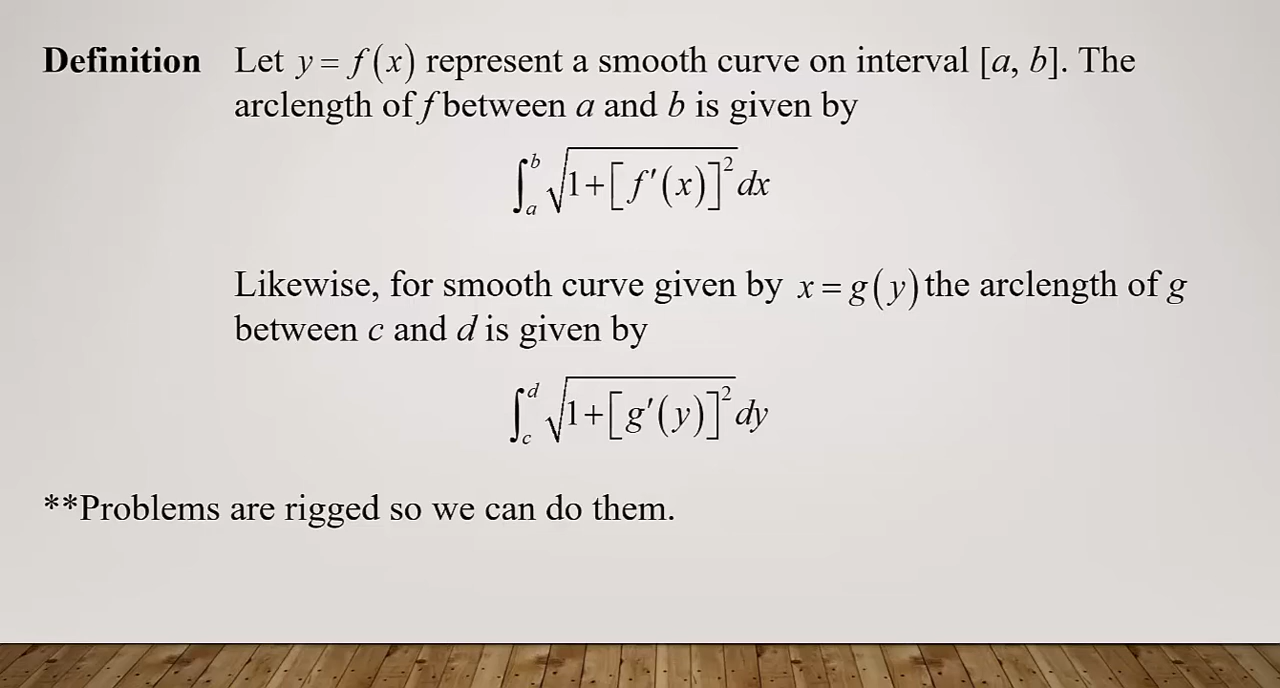 Definition Let y = f(x) represent a smooth curve on interval [a, b]. The
arclength of f between a and b is given by
∫_a^b √(1+[f′(x)]²) dx
Likewise, for smooth curve given by x = g(y) the arclength of g
between c and d is given by
∫_c^d √(1+[g′(y)]²) dy
**Problems are rigged so we can do them.